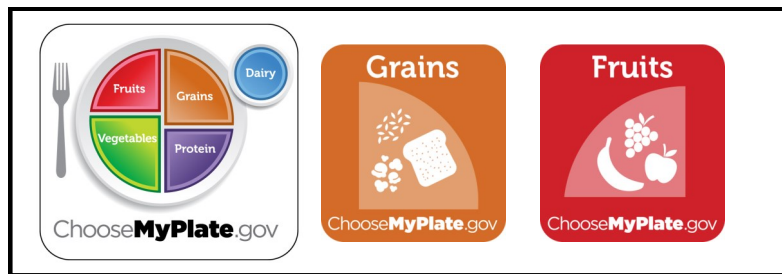 Fruits
Grains
Dairy
Vegetables
Protein
ChooseMyPlate.gov
Grains
ChooseMyPlate.gov
Fruits
ChooseMyPlate.gov